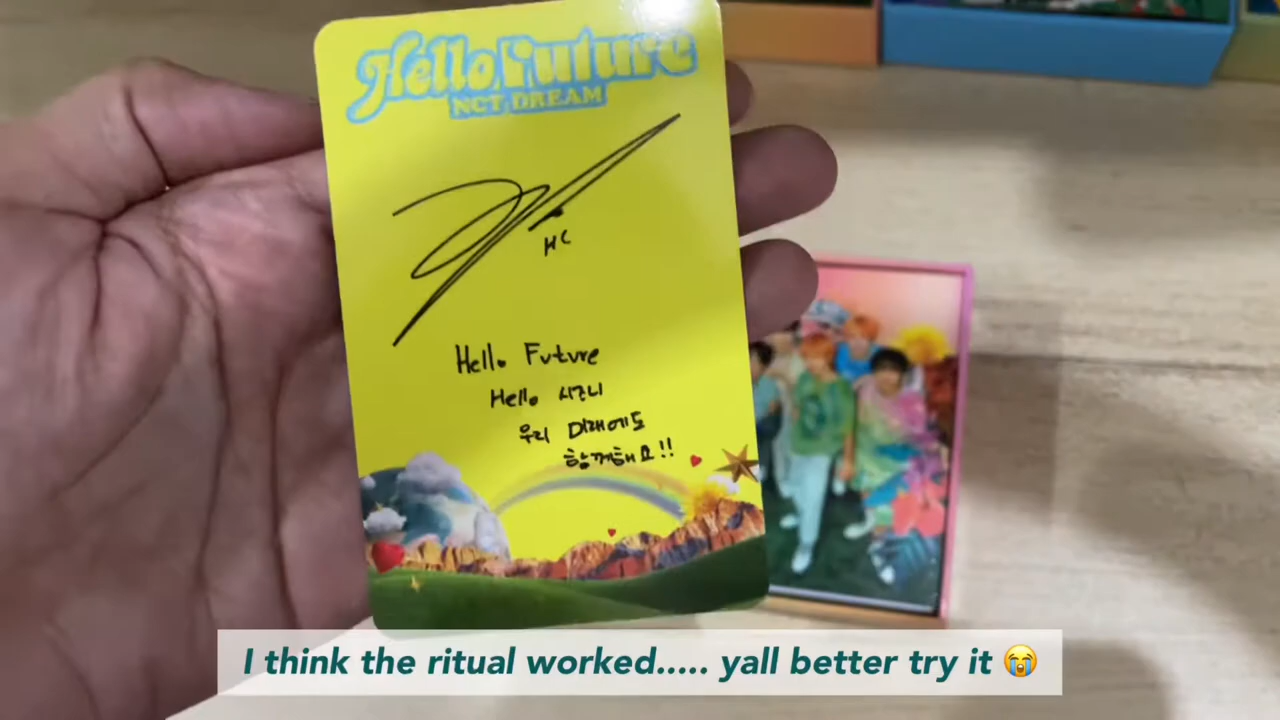 Hello Future
NCT DREAM
HC
Hello Future
Hello 시즈니
우리 미래에도
함께해요!!
I think the ritual worked..... yall better try it 😭